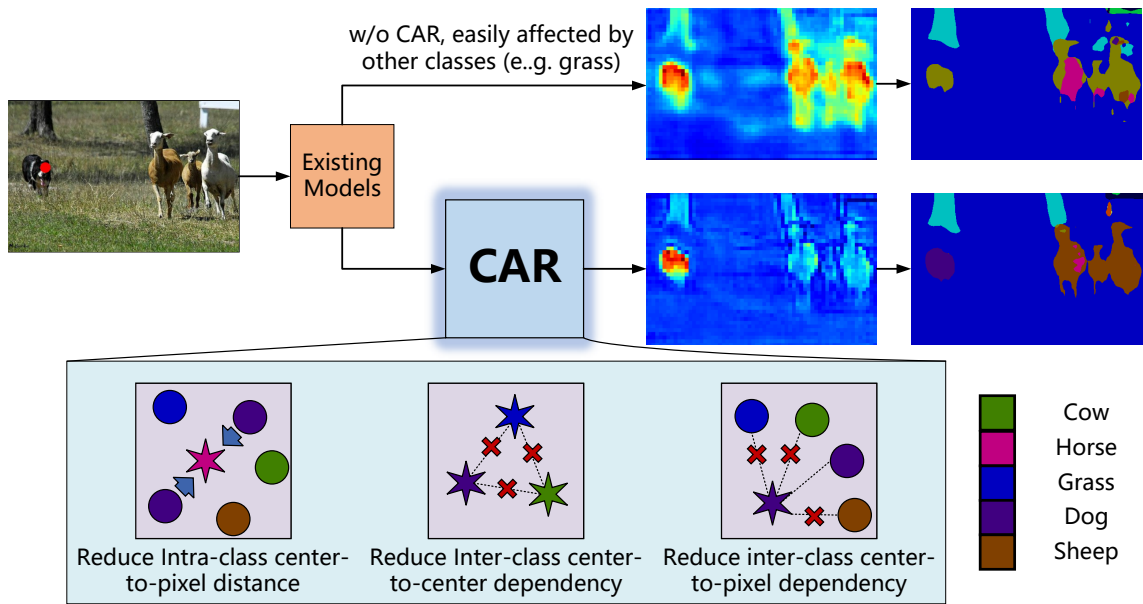 w/o CAR, easily affected by
other classes (e..g. grass)
Existing
Models
CAR
Reduce Intra-class center-
to-pixel distance
Reduce Inter-class center-
to-center dependency
Reduce inter-class center-
to-pixel dependency
Cow
Horse
Grass
Dog
Sheep